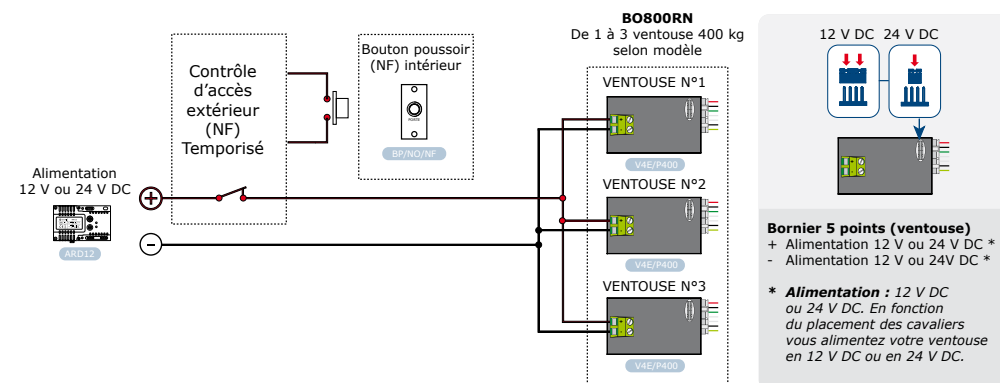 BO800RN
De 1 à 3 ventouse 400 kg
selon modèle
Contrôle
d'accès
extérieur
(NF)
Temporisé
Bouton poussoir
(NF) intérieur
PORTE
BP/NO/NF
Alimentation
12 V ou 24 V DC
ARD12
+
-
VENTOUSE N°1
V4E/P400
VENTOUSE N°2
V4E/P400
VENTOUSE N°3
V4E/P400
12 V DC 24 V DC
Bornier 5 points (ventouse)
+ Alimentation 12 V ou 24 V DC *
- Alimentation 12 V ou 24V DC *
* Alimentation : 12 V DC
ou 24 V DC. En fonction
du placement des cavaliers
vous alimentez votre ventouse
en 12 V DC ou en 24 V DC.